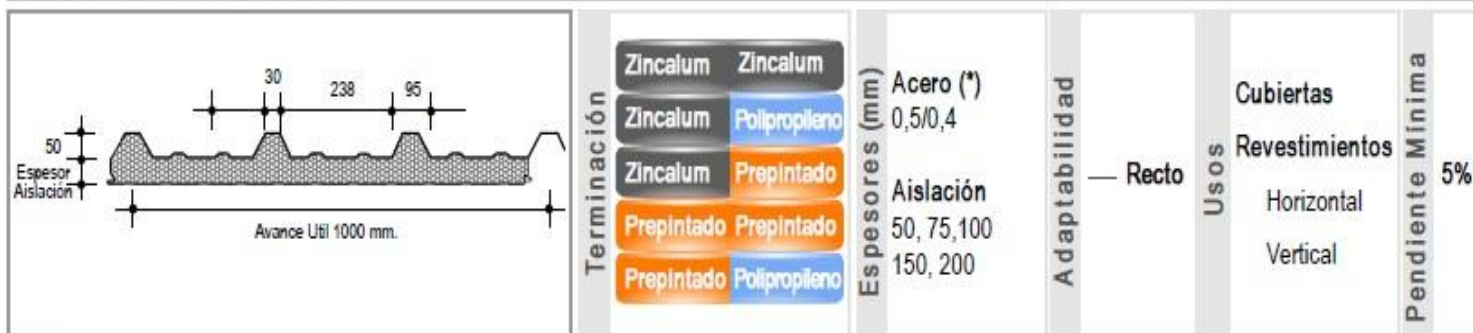 30
238
95
50
Espesor
Aislación
Avance Util 1000 mm.
Terminación
Zincalum Zincalum
Zincalum Polipropileno
Zincalum Prepintado
Prepintado Prepintado
Prepintado Polipropileno
Espesores (mm)
Acero (*)
0,5/0,4
Aislación
50, 75,100
150, 200
Adaptabilidad
Recto
Usos
Cubiertas
Revestimientos
Horizontal
Vertical
Pendiente Mínima
5%